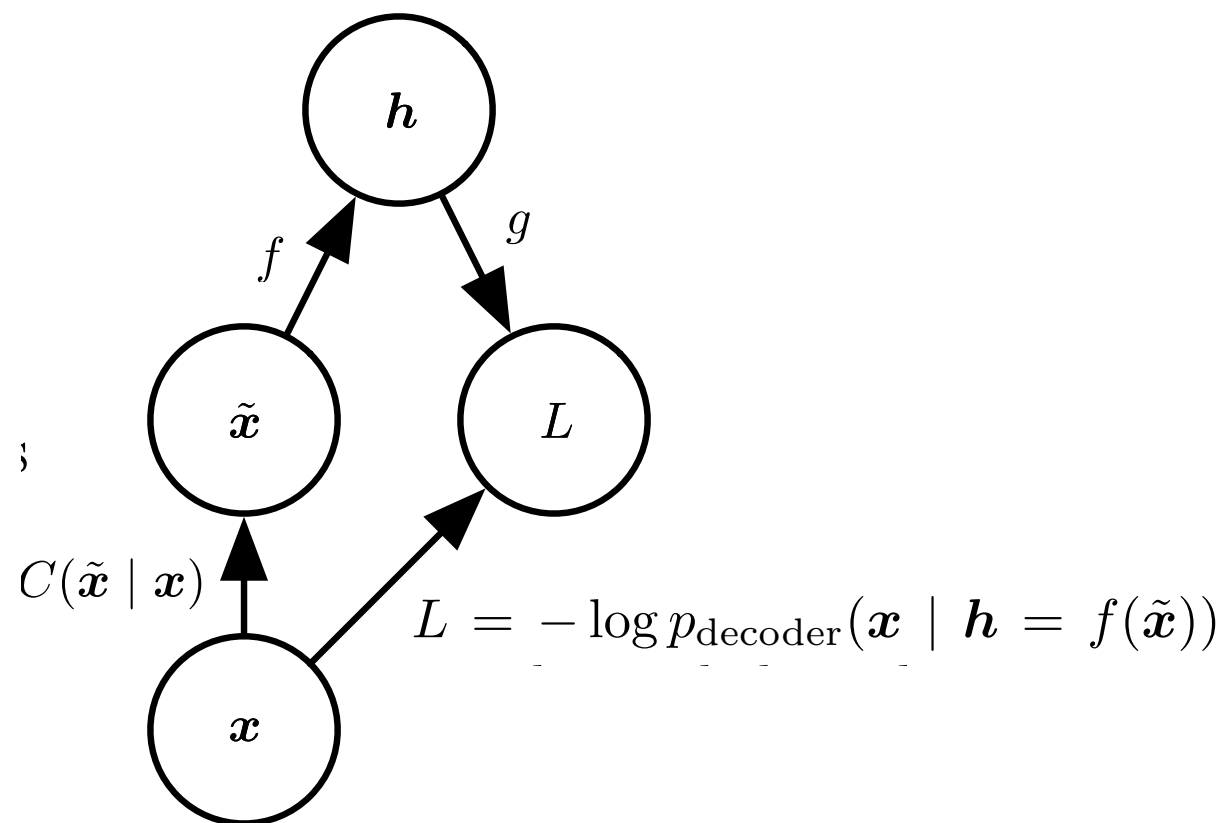 h
g
f
x̃
L
C(x̃ | x)
L = − log p_decoder(x | h = f(x̃))
x